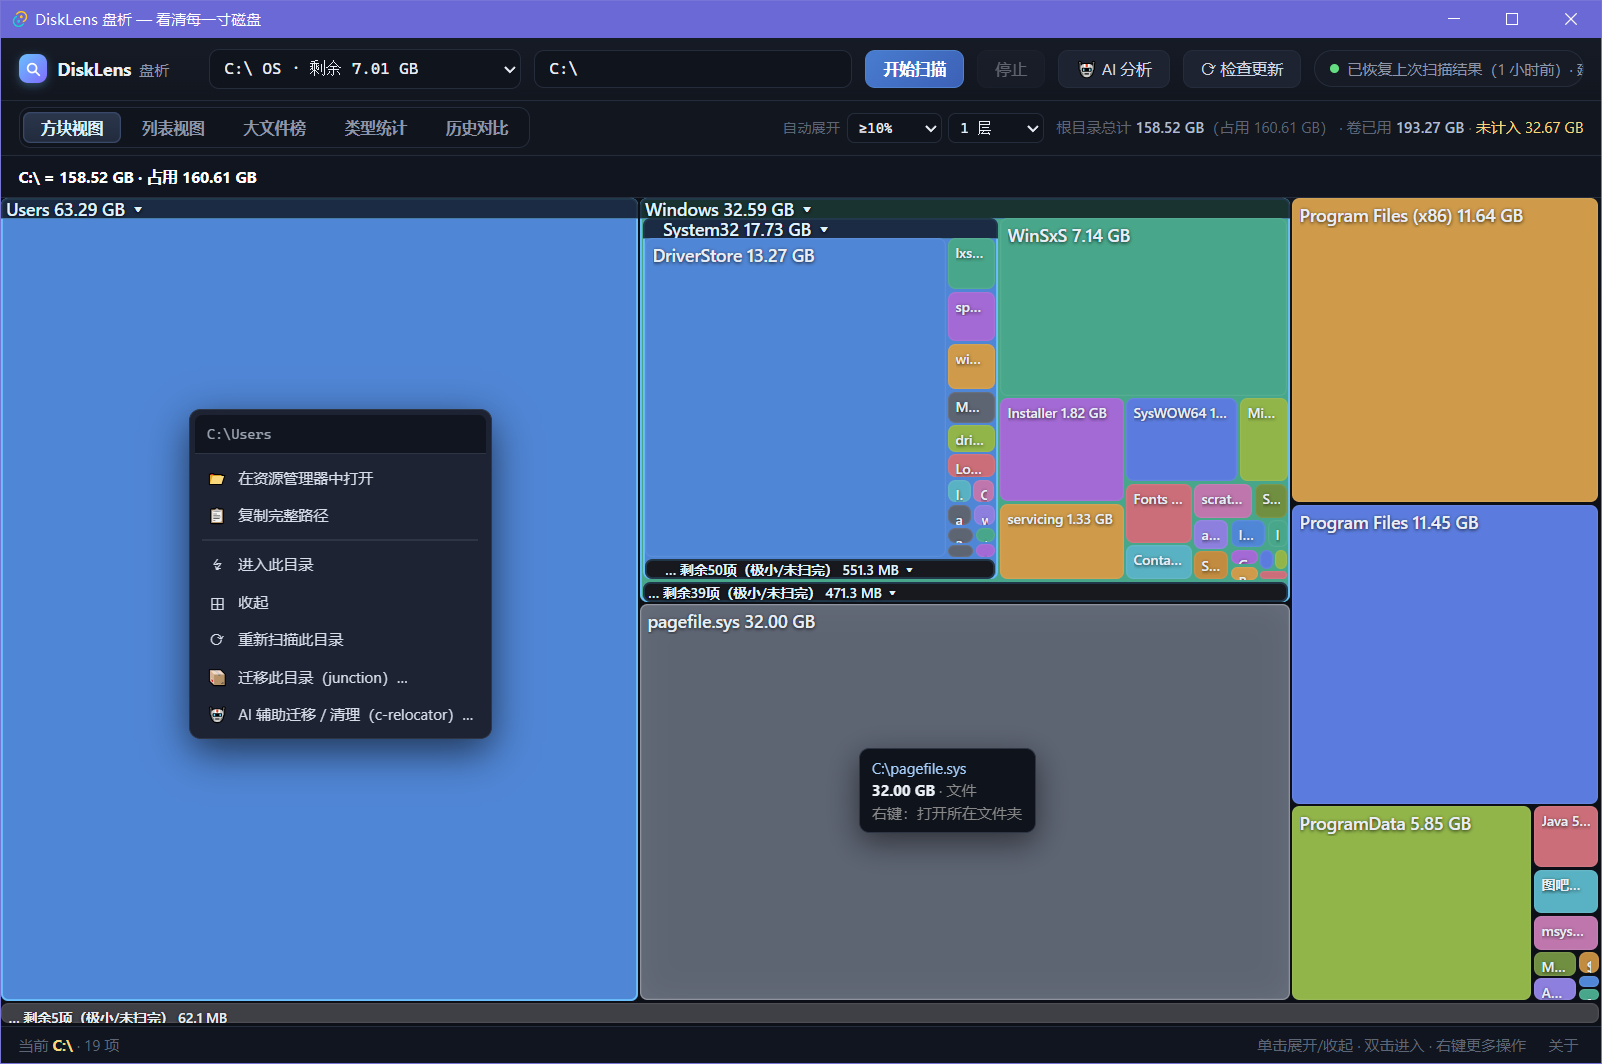 DiskLens 盘析 — 看清每一寸磁盘
DiskLens 盘析
C:\ OS · 剩余 7.01 GB
C:\
开始扫描
停止
AI 分析
检查更新
已恢复上次扫描结果（1 小时前）·
方块视图
列表视图
大文件榜
类型统计
历史对比
自动展开
≥10%
1 层
根目录总计 158.52 GB（占用 160.61 GB） · 卷已用 193.27 GB · 未计入 32.67 GB
C:\ = 158.52 GB · 占用 160.61 GB
Users 63.29 GB
C:\Users
在资源管理器中打开
复制完整路径
进入此目录
收起
重新扫描此目录
迁移此目录（junction）...
AI 辅助迁移 / 清理（c-relocator）...
Windows 32.59 GB
System32 17.73 GB
DriverStore 13.27 GB
lxs...
sp...
wi...
M...
dri...
Lo...
l.
C
a
w
... 剩余50项（极小/未扫完） 551.3 MB
WinSxS 7.14 GB
Installer 1.82 GB
SysWOW64 1...
Mi...
servicing 1.33 GB
Fonts ...
scrat...
S...
a...
l...
Conta...
S...
... 剩余39项（极小/未扫完） 471.3 MB
pagefile.sys 32.00 GB
C:\pagefile.sys
32.00 GB · 文件
右键：打开所在文件夹
Program Files (x86) 11.64 GB
Program Files 11.45 GB
ProgramData 5.85 GB
Java 5...
图吧...
msys...
M...
A...
... 剩余5项（极小/未扫完） 62.1 MB
当前 C:\ · 19 项
单击展开/收起 · 双击进入 · 右键更多操作
关于